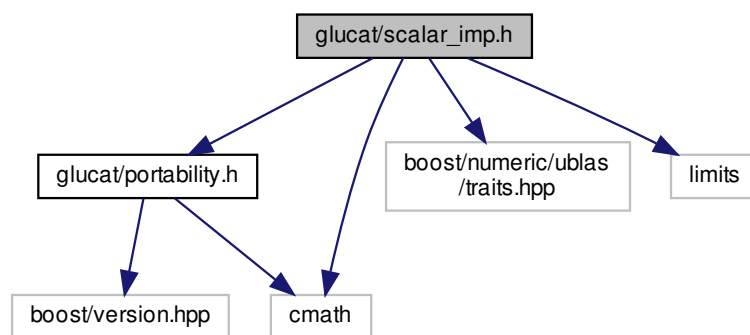 glucat/scalar_imp.h
glucat/portability.h
boost/numeric/ublas
/traits.hpp
limits
boost/version.hpp
cmath